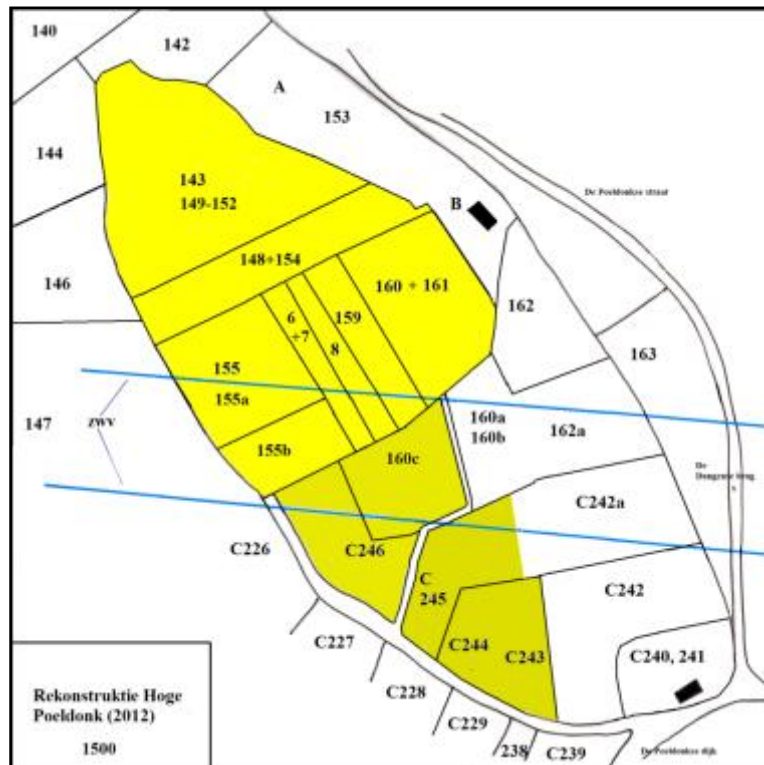 140
142
A
153
144
143
149-152
De Poeldonkse straat
B
148+154
146
160 + 161
6
+7
159
8
162
163
155
155a
147
zwv
160a
160b
162a
155b
160c
De
Dungense brug
x
C242a
C226
C246
C
245
C242
C227
C244
C243
C240, 241
C228
C229
238
C239
Rekonstruktie Hoge
Poeldonk (2012)
1500
De Poeldonkse dijk